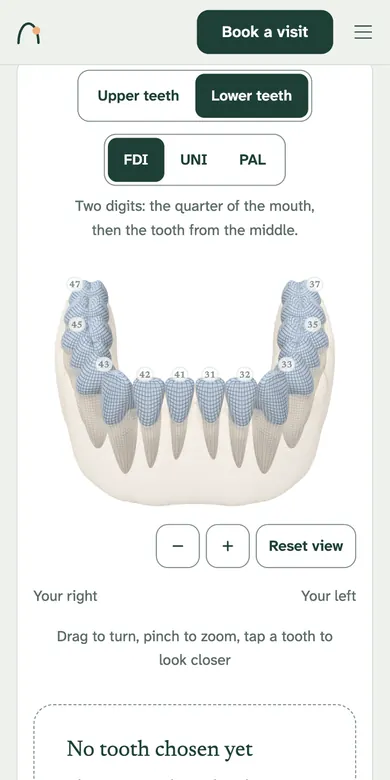 Book a visit
Upper teeth Lower teeth
FDI UNI PAL
Two digits: the quarter of the mouth,
then the tooth from the middle.
47 37
45 35
43 33
42 41 31 32
− + Reset view
Your right Your left
Drag to turn, pinch to zoom, tap a tooth to
look closer
No tooth chosen yet